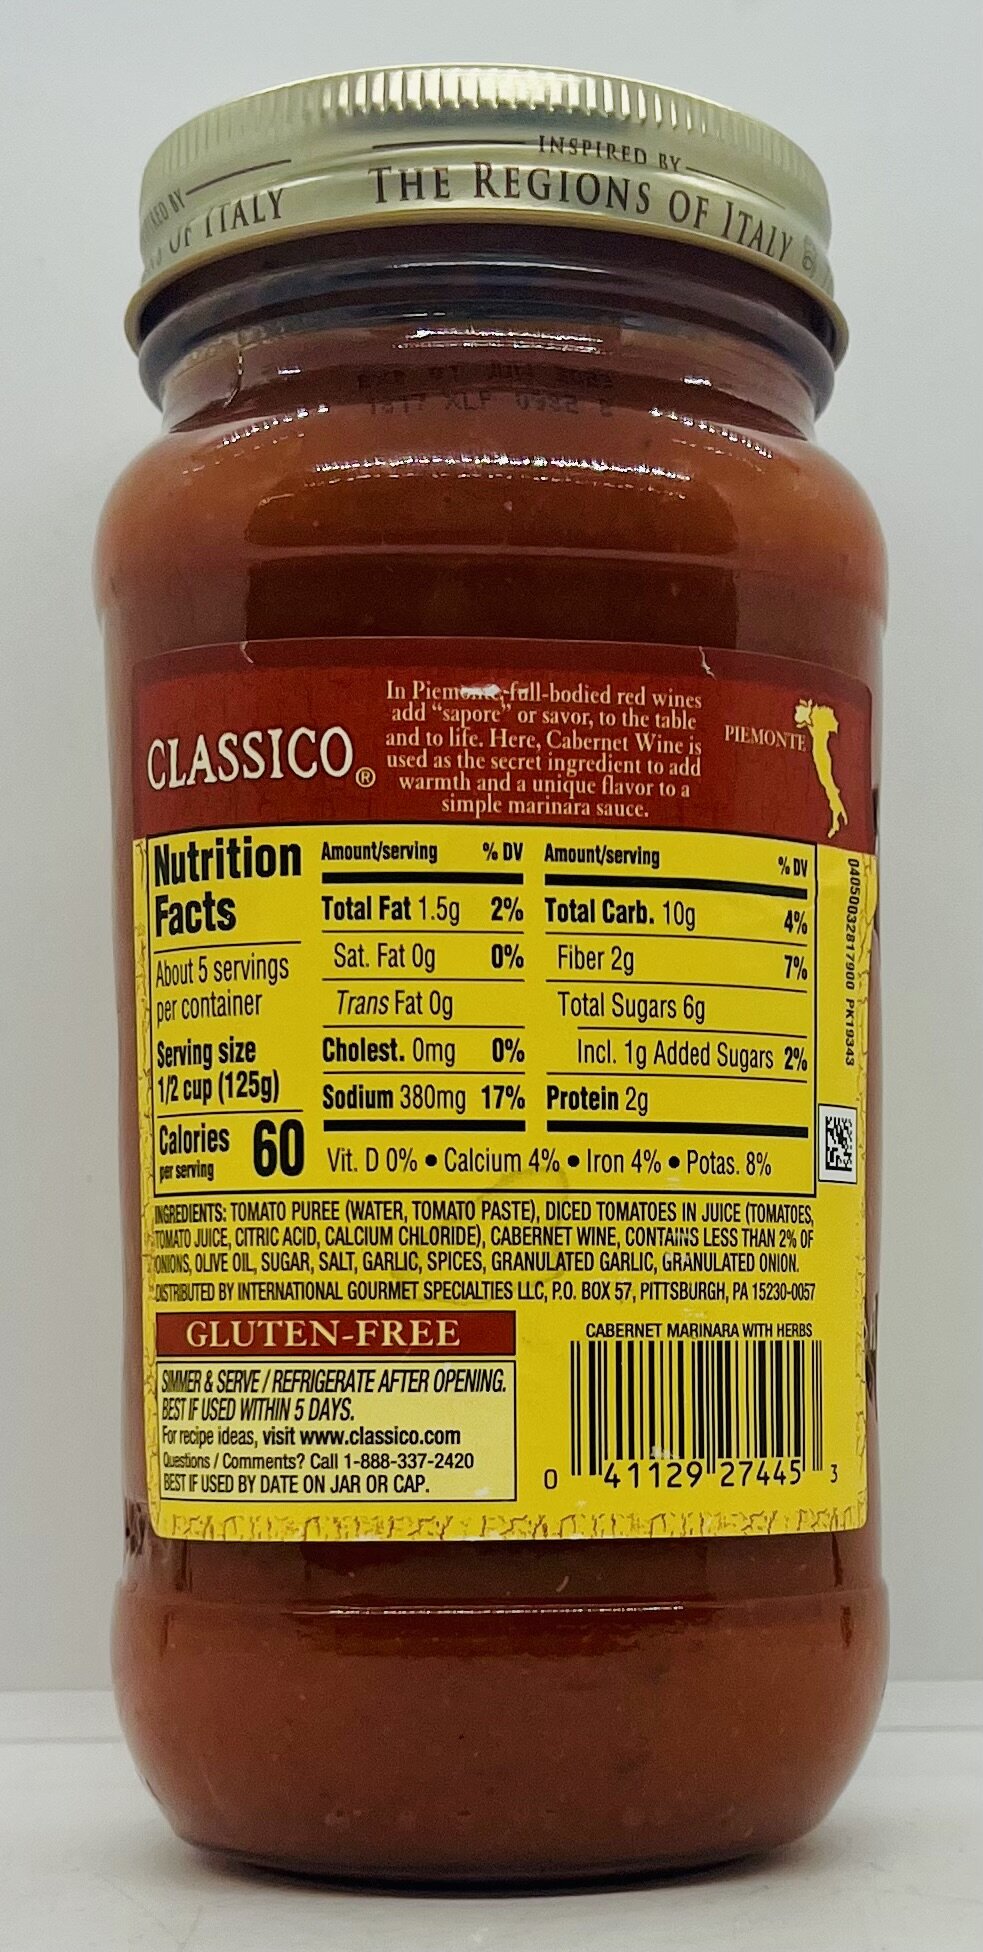 INSPIRED BY
THE REGIONS OF ITALY
OF ITALY
CLASSICO®
In Piemonte, full-bodied red wines
add "sapore" or savor, to the table
and to life. Here, Cabernet Wine is
used as the secret ingredient to add
warmth and a unique flavor to a
simple marinara sauce.
PIEMONTE
Nutrition
Facts
About 5 servings
per container
Serving size
1/2 cup (125g)
Calories 60
per serving
Amount/serving % DV
Total Fat 1.5g 2%
Sat. Fat 0g 0%
Trans Fat 0g
Cholest. 0mg 0%
Sodium 380mg 17%
Amount/serving % DV
Total Carb. 10g 4%
Fiber 2g 7%
Total Sugars 6g
Incl. 1g Added Sugars 2%
Protein 2g
Vit. D 0% • Calcium 4% • Iron 4% • Potas. 8%
0405003281790​0 PK19343
INGREDIENTS: TOMATO PUREE (WATER, TOMATO PASTE), DICED TOMATOES IN JUICE (TOMATOES,
TOMATO JUICE, CITRIC ACID, CALCIUM CHLORIDE), CABERNET WINE, CONTAINS LESS THAN 2% OF
ONIONS, OLIVE OIL, SUGAR, SALT, GARLIC, SPICES, GRANULATED GARLIC, GRANULATED ONION.
DISTRIBUTED BY INTERNATIONAL GOURMET SPECIALTIES LLC, P.O. BOX 57, PITTSBURGH, PA 15230-0057
GLUTEN-FREE
SIMMER & SERVE / REFRIGERATE AFTER OPENING.
BEST IF USED WITHIN 5 DAYS.
For recipe ideas, visit www.classico.com
Questions / Comments? Call 1-888-337-2420
BEST IF USED BY DATE ON JAR OR CAP.
CABERNET MARINARA WITH HERBS
0 41129 27445 3